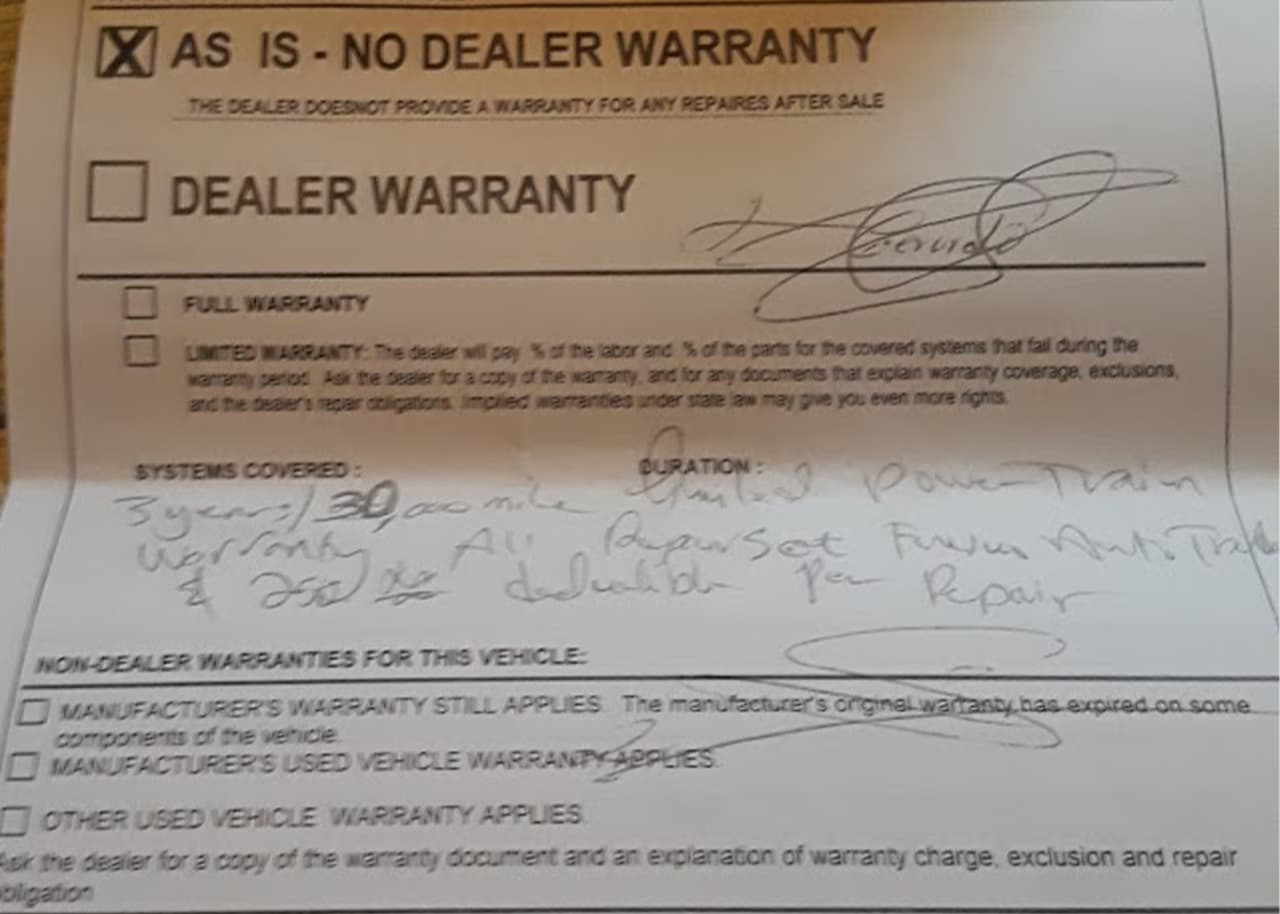 X AS IS - NO DEALER WARRANTY
THE DEALER DOESNOT PROVIDE A WARRANTY FOR ANY REPAIRES AFTER SALE
DEALER WARRANTY
FULL WARRANTY
LIMITED WARRANTY: The dealer will pay % of the labor and % of the parts for the covered systems that fail during the
warranty period. Ask the dealer for a copy of the warranty, and for any documents that explain warranty coverage, exclusions,
and the dealer's repair obligations. Implied warranties under state law may give you even more rights.
SYSTEMS COVERED : DURATION :
3 years/30,000 mile limited Power Train
Warranty All at Auto
$ 250 deductible Per Repair
NON-DEALER WARRANTIES FOR THIS VEHICLE:
MANUFACTURER'S WARRANTY STILL APPLIES. The manufacturer's original warranty has expired on some
components of the vehicle.
MANUFACTURER'S USED VEHICLE WARRANTY APPLIES.
OTHER USED VEHICLE WARRANTY APPLIES.
Ask the dealer for a copy of the warranty document and an explanation of warranty charge, exclusion and repair
obligation